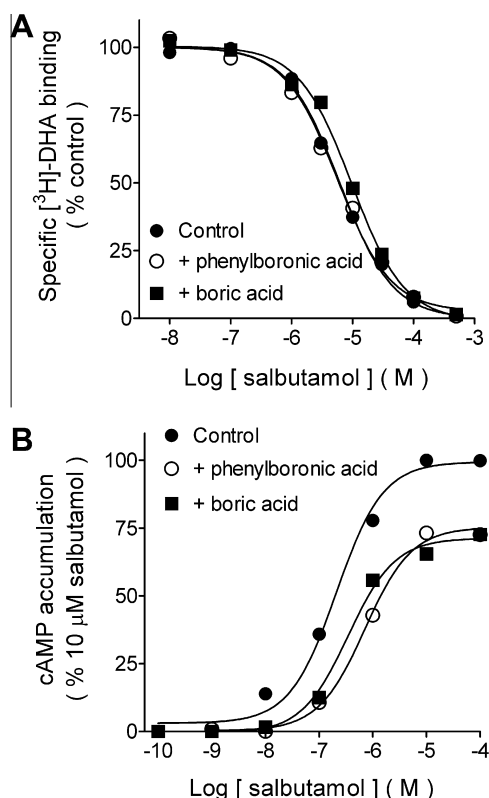 A
Specific [³H]-DHA binding
( % control)
100
75
50
25
0
Control
+ phenylboronic acid
+ boric acid
-8 -7 -6 -5 -4 -3
Log [ salbutamol ] ( M )
B
cAMP accumulation
( % 10 μM salbutamol)
100
75
50
25
0
Control
+ phenylboronic acid
+ boric acid
-10 -9 -8 -7 -6 -5 -4
Log [ salbutamol ] ( M )